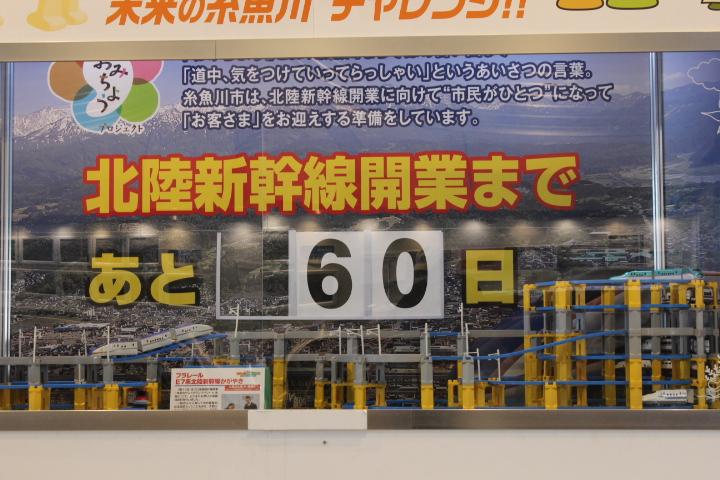 未来の糸魚川チャレンジ!!
おみちょう
プロジェクト
「道中、気をつけていってらっしゃい」というあいさつの言葉。
糸魚川市は、北陸新幹線開業に向けて“市民がひとつ”になって
「お客さま」をお迎えする準備をしています。
北陸新幹線開業まで
あと 60 日
プラレール
E7系北陸新幹線かがやき